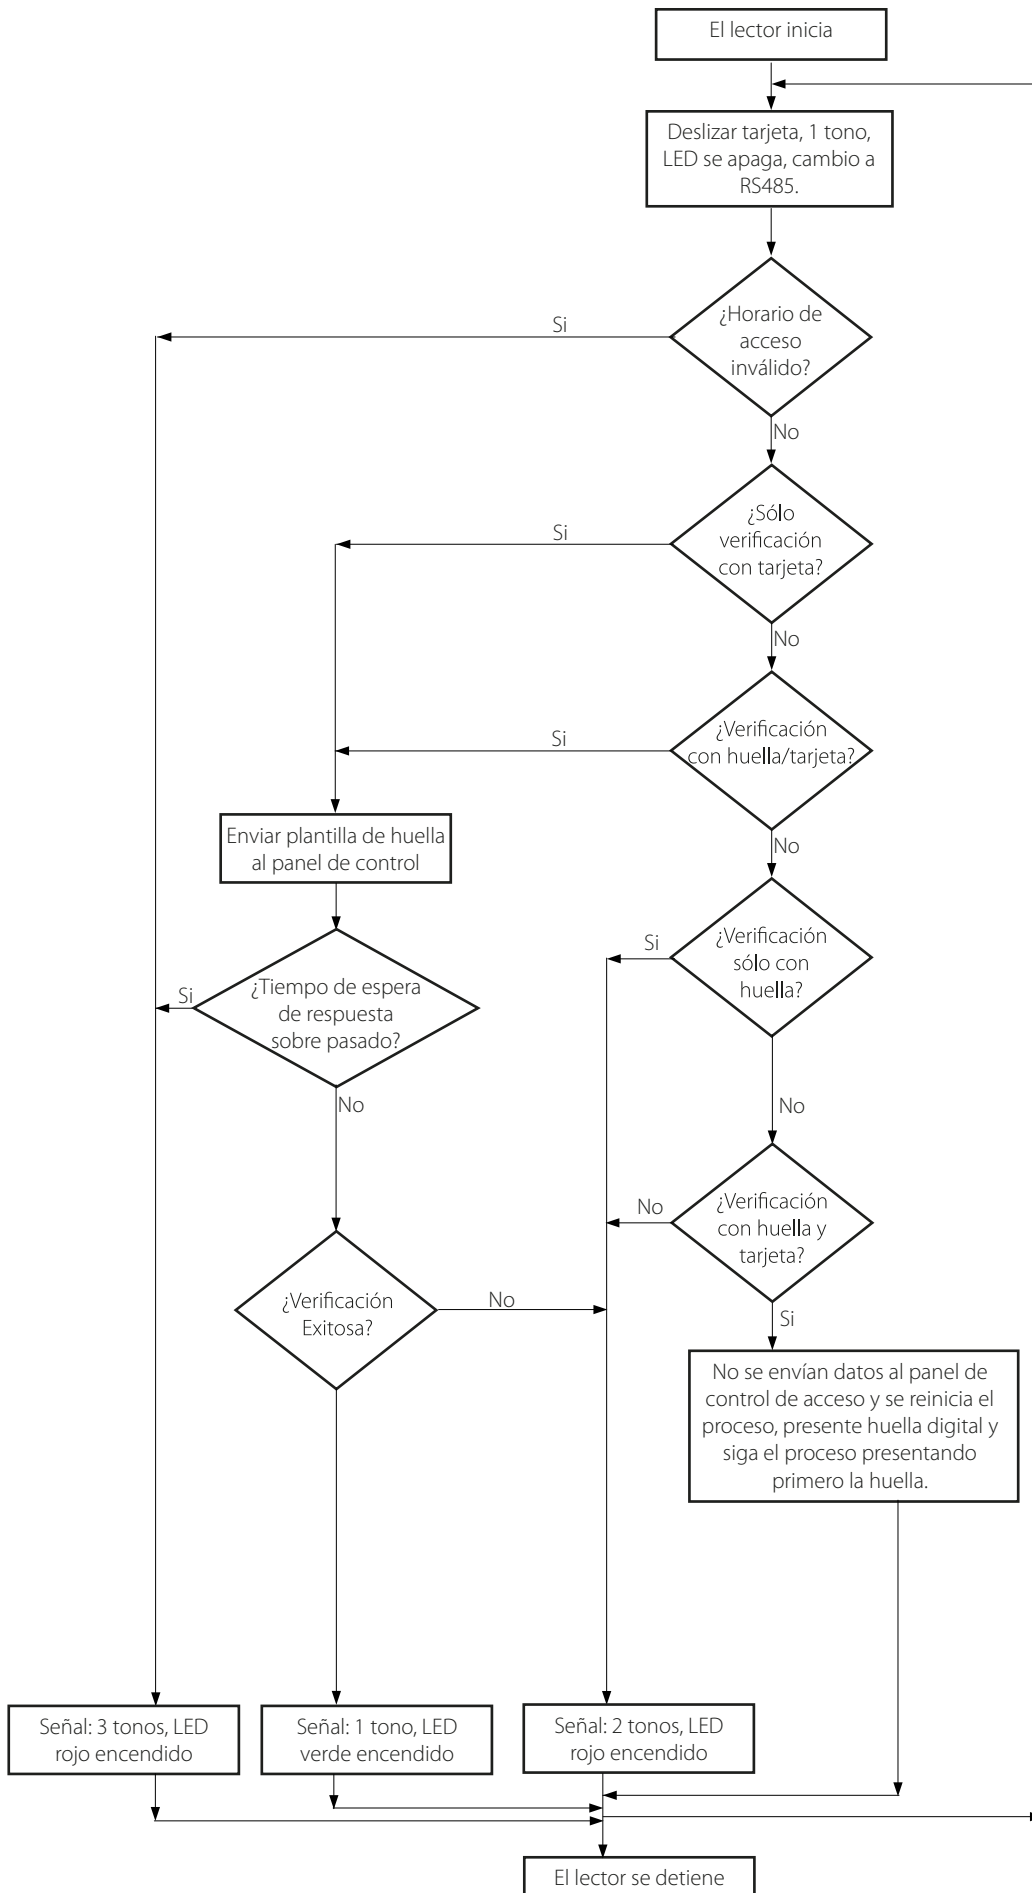 El lector inicia
Deslizar tarjeta, 1 tono,
LED se apaga, cambio a
RS485.
¿Horario de
acceso
inválido?
Si
No
¿Sólo
verificación
con tarjeta?
Si
No
¿Verificación
con huella/tarjeta?
Si
No
Enviar plantilla de huella
al panel de control
¿Verificación
sólo con
huella?
Si
No
¿Tiempo de espera
de respuesta
sobre pasado?
Si
No
¿Verificación
con huella y
tarjeta?
No
Si
¿Verificación
Exitosa?
No
No se envían datos al panel de
control de acceso y se reinicia el
proceso, presente huella digital y
siga el proceso presentando
primero la huella.
Señal: 3 tonos, LED
rojo encendido
Señal: 1 tono, LED
verde encendido
Señal: 2 tonos, LED
rojo encendido
El lector se detiene